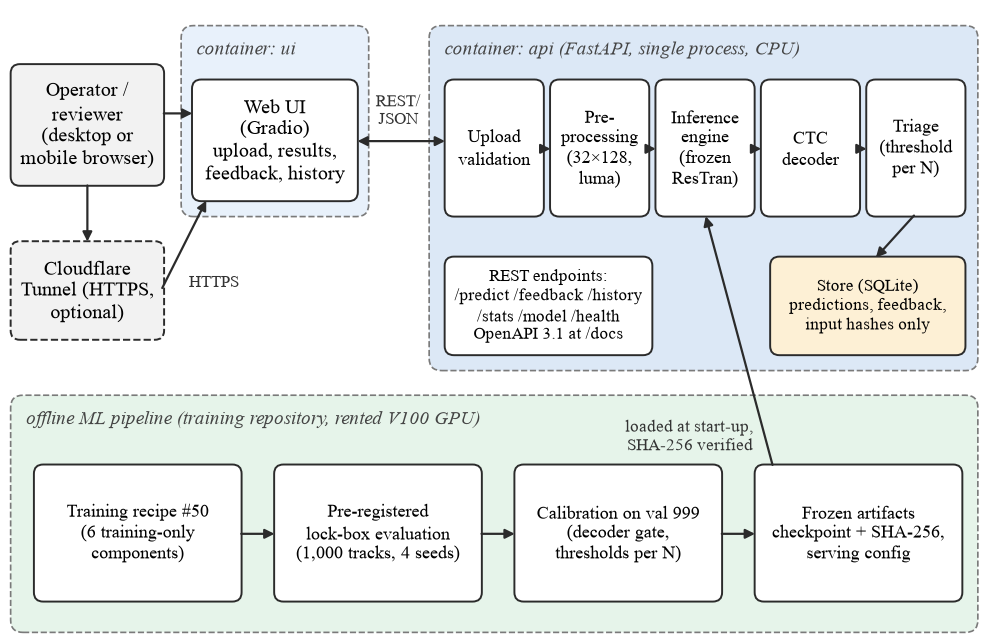 container: ui
container: api (FastAPI, single process, CPU)
Operator /
reviewer
(desktop or
mobile browser)
Web UI
(Gradio)
upload, results,
feedback, history
REST/
JSON
Upload
validation
Pre-
processing
(32×128,
luma)
Inference
engine
(frozen
ResTran)
CTC
decoder
Triage
(threshold
per N)
Cloudflare
Tunnel (HTTPS,
optional)
HTTPS
REST endpoints:
/predict /feedback /history
/stats /model /health
OpenAPI 3.1 at /docs
Store (SQLite)
predictions, feedback,
input hashes only
offline ML pipeline (training repository, rented V100 GPU)
loaded at start-up,
SHA-256 verified
Training recipe #50
(6 training-only
components)
Pre-registered
lock-box evaluation
(1,000 tracks, 4 seeds)
Calibration on val 999
(decoder gate,
thresholds per N)
Frozen artifacts
checkpoint + SHA-256,
serving config